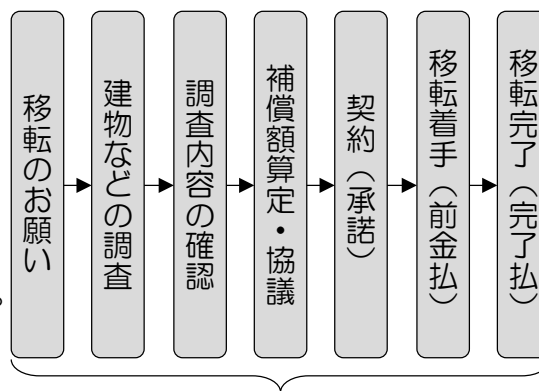 移転のお願い
建物などの調査
調査内容の確認
補償額算定・協議
契約（承諾）
移転着手（前金払）
移転完了（完了払）
。